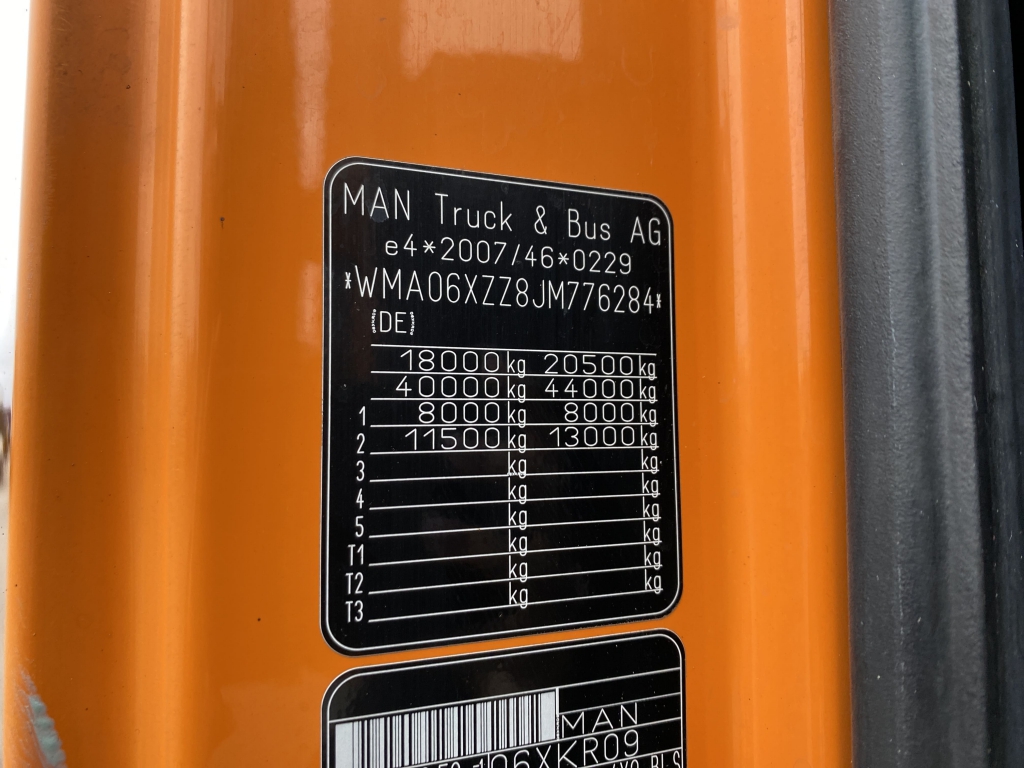 MAN Truck & Bus AG
e4*2007/46*0229
*WMA06XZZ8JM776284*
(DE)
18000 kg 20500 kg
40000 kg 44000 kg
1 8000 kg 8000 kg
2 11500 kg 13000 kg
3 kg kg
4 kg kg
5 kg kg
T1 kg kg
T2 kg kg
T3 kg kg
MAN
06XKR09